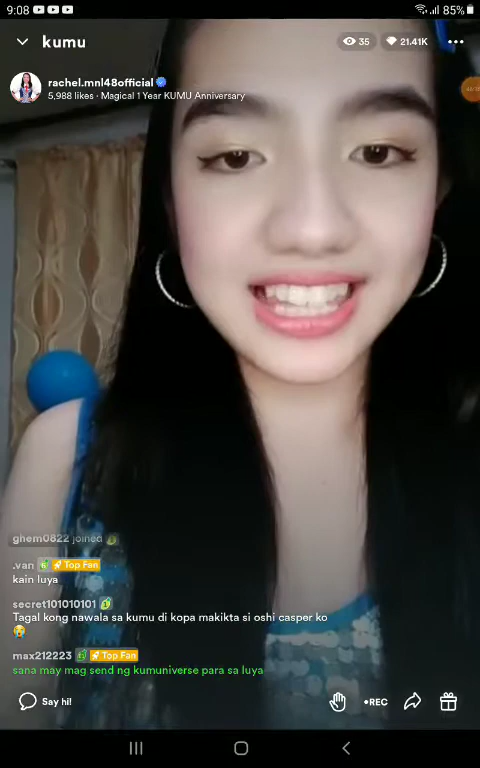 9:08
85%
kumu
35
21.41K
rachel.mnl48official
5,988 likes · Magical 1 Year KUMU Anniversary
ghem0822 joined
.van 6 Top Fan
kain luya
secret101010101
Tagal kong nawala sa kumu di kopa makikta si oshi casper ko
😭
max212223 Top Fan
sana may mag send ng kumuniverse para sa luya
Say hi!
•REC